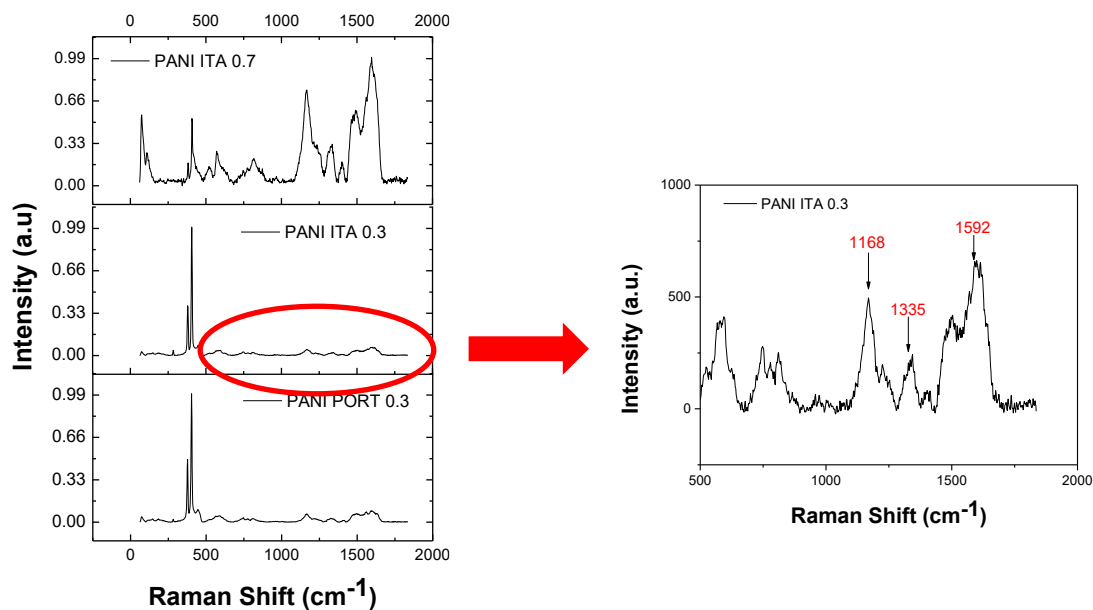 0 500 1000 1500 2000
0.99
0.66
0.33
0.00
PANI ITA 0.7
0.99
0.66
0.33
0.00
PANI ITA 0.3
0.99
0.66
0.33
0.00
PANI PORT 0.3
0 500 1000 1500 2000
Intensity (a.u)
Raman Shift (cm-1)
1000
500
0
PANI ITA 0.3
1168
1335
1592
500 1000 1500 2000
Intensity (a.u.)
Raman Shift (cm-1)